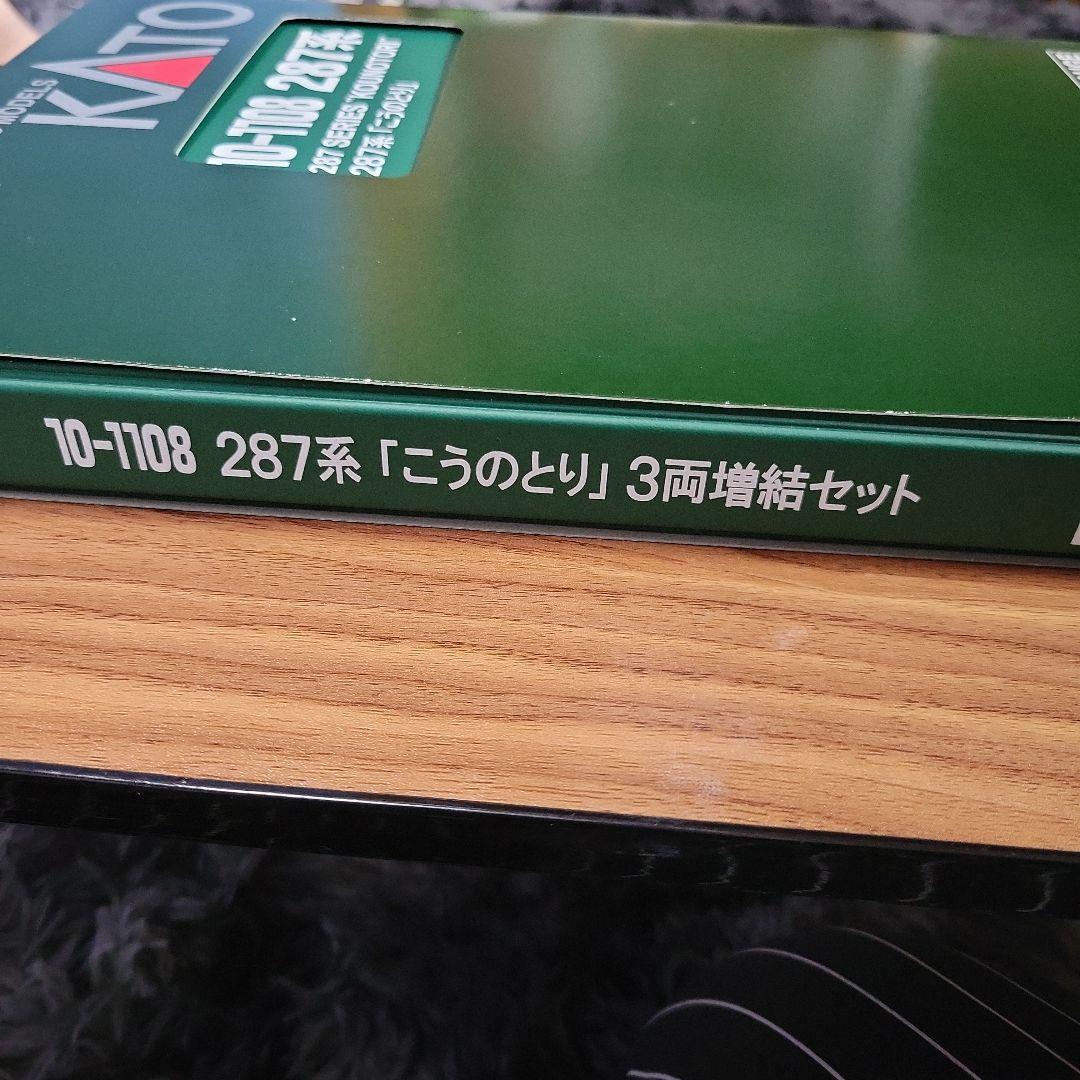 MODELS
KATO
10-1108 287系
287 SERIES "KOUNOTORI"
287系「こうのとり」
10-1108 287系「こうのとり」3両増結セット